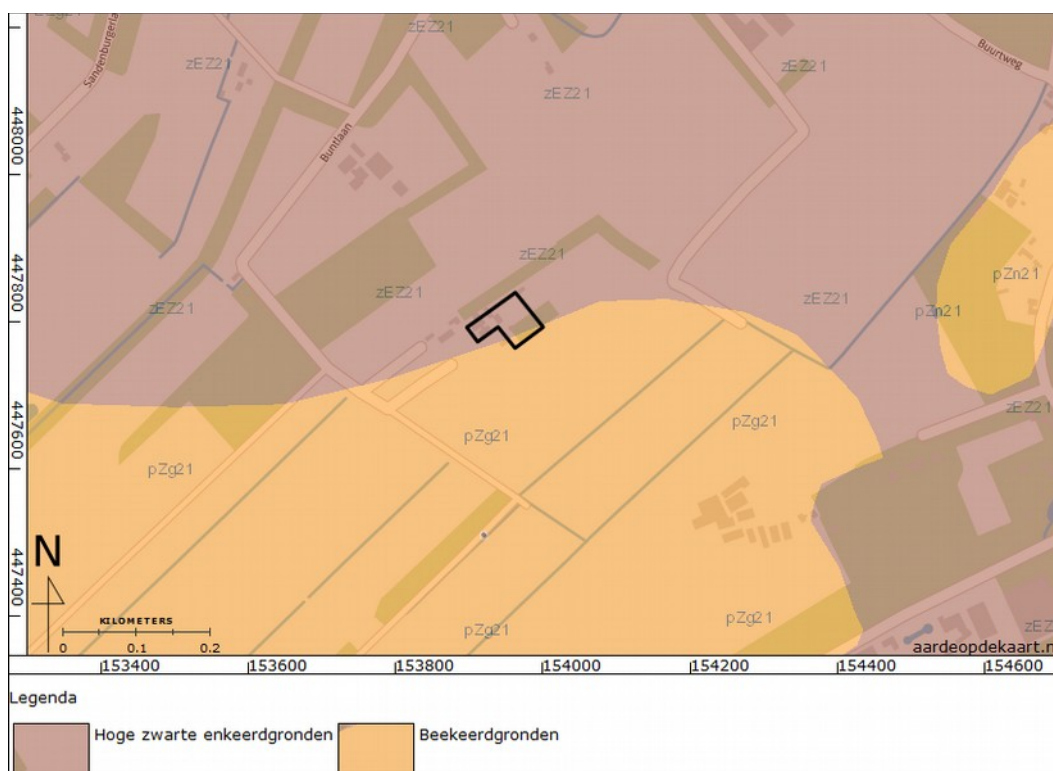 zEZ21
Buurtweg
Sandenburgerla
zEZ21
zEZ21
zEZ21
448000
Buntlaan
zEZ21
pZn21
zEZ21
zEZ21
zEZ21
pZn21
447800
zEZ21
pZg21
pZg21
447600
pZg21
N
447400
KILOMETERS
0 0.1 0.2
pZg21
pZg21
zEZ
aardeopdekaart.n
153400 153600 153800 154000 154200 154400 154600
Legenda
Hoge zwarte enkeerdgronden
Beekeerdgronden